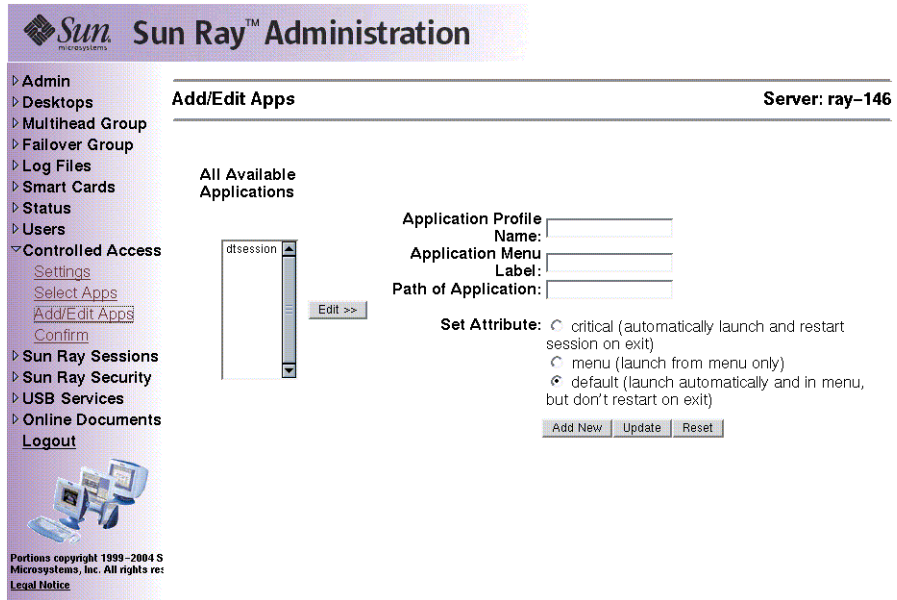 Sun
microsystems
Sun Ray™ Administration
Admin
Desktops
Multihead Group
Failover Group
Log Files
Smart Cards
Status
Users
Controlled Access
Settings
Select Apps
Add/Edit Apps
Confirm
Sun Ray Sessions
Sun Ray Security
USB Services
Online Documents
Logout
Portions copyright 1999-2004 S
Microsystems, Inc. All rights res
Legal Notice
Add/Edit Apps
Server: ray-146
All Available
Applications
dtsession
Edit >>
Application Profile
Name:
Application Menu
Label:
Path of Application:
Set Attribute:
critical (automatically launch and restart
session on exit)
menu (launch from menu only)
default (launch automatically and in menu,
but don't restart on exit)
Add New
Update
Reset